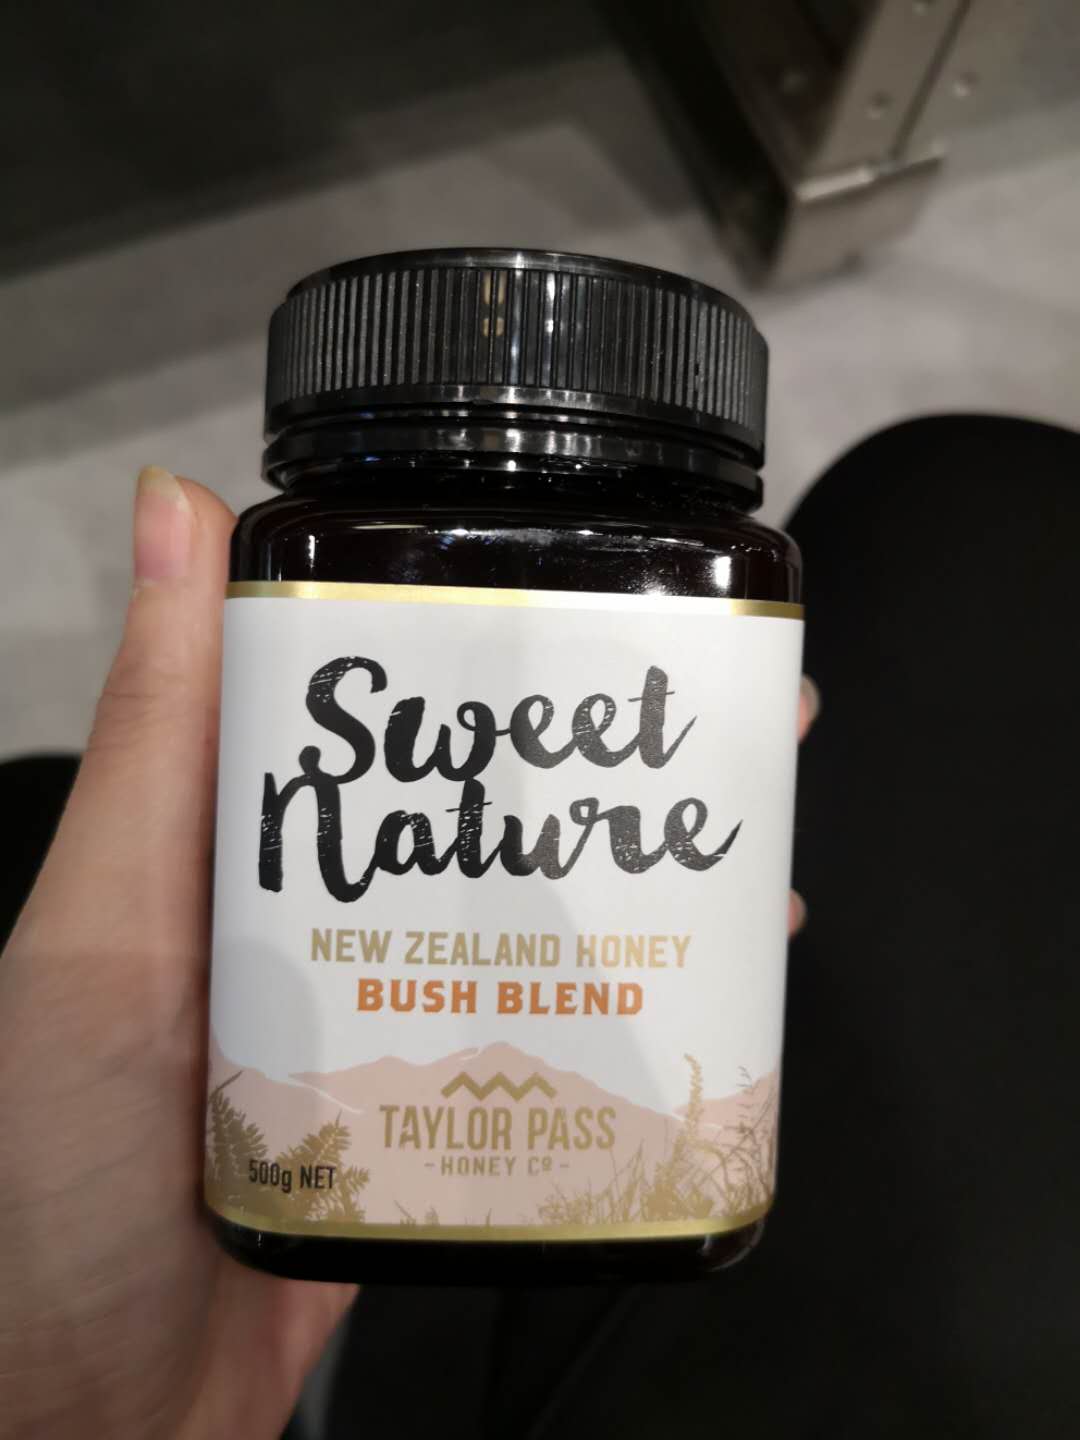 Sweet
Nature
NEW ZEALAND HONEY
BUSH BLEND
TAYLOR PASS
- HONEY Co -
500g NET